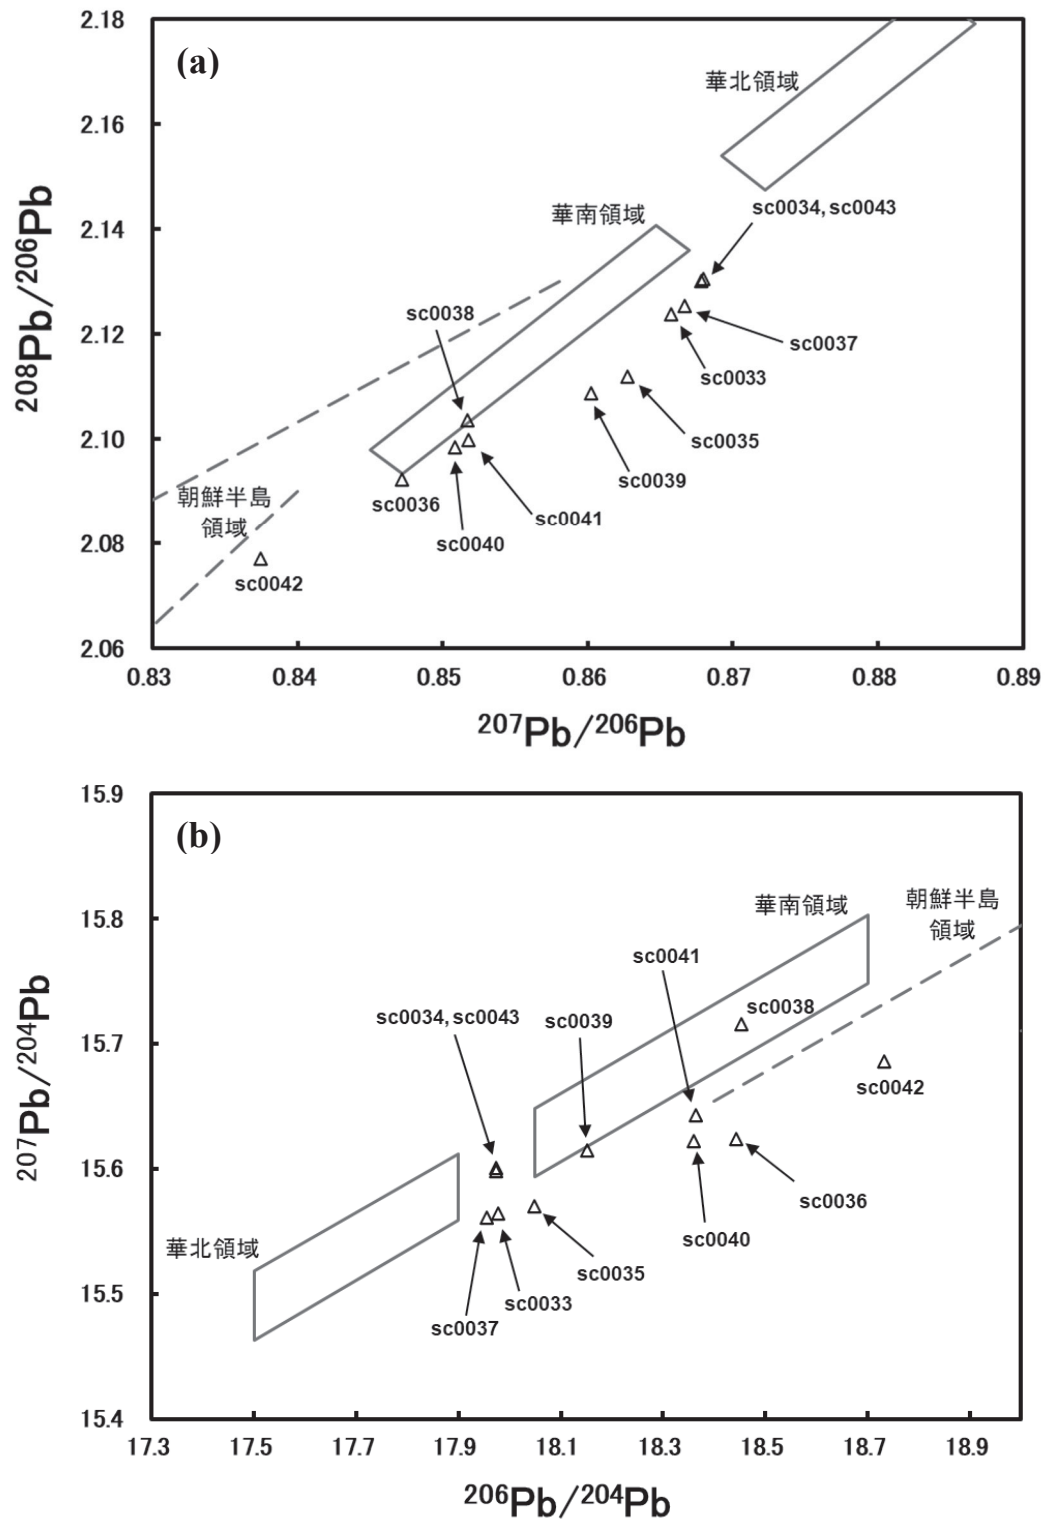 (a)
2.18
2.16
2.14
2.12
2.10
2.08
2.06
208Pb/206Pb
華北領域
sc0034, sc0043
華南領域
sc0038
sc0037
sc0033
sc0035
sc0039
sc0036
sc0041
sc0040
朝鮮半島
領域
sc0042
0.83 0.84 0.85 0.86 0.87 0.88 0.89
207Pb/206Pb
(b)
15.9
15.8
15.7
15.6
15.5
15.4
207Pb/204Pb
華南領域
朝鮮半島
領域
sc0041
sc0038
sc0034, sc0043
sc0039
sc0042
sc0036
sc0040
華北領域
sc0035
sc0033
sc0037
17.3 17.5 17.7 17.9 18.1 18.3 18.5 18.7 18.9
206Pb/204Pb